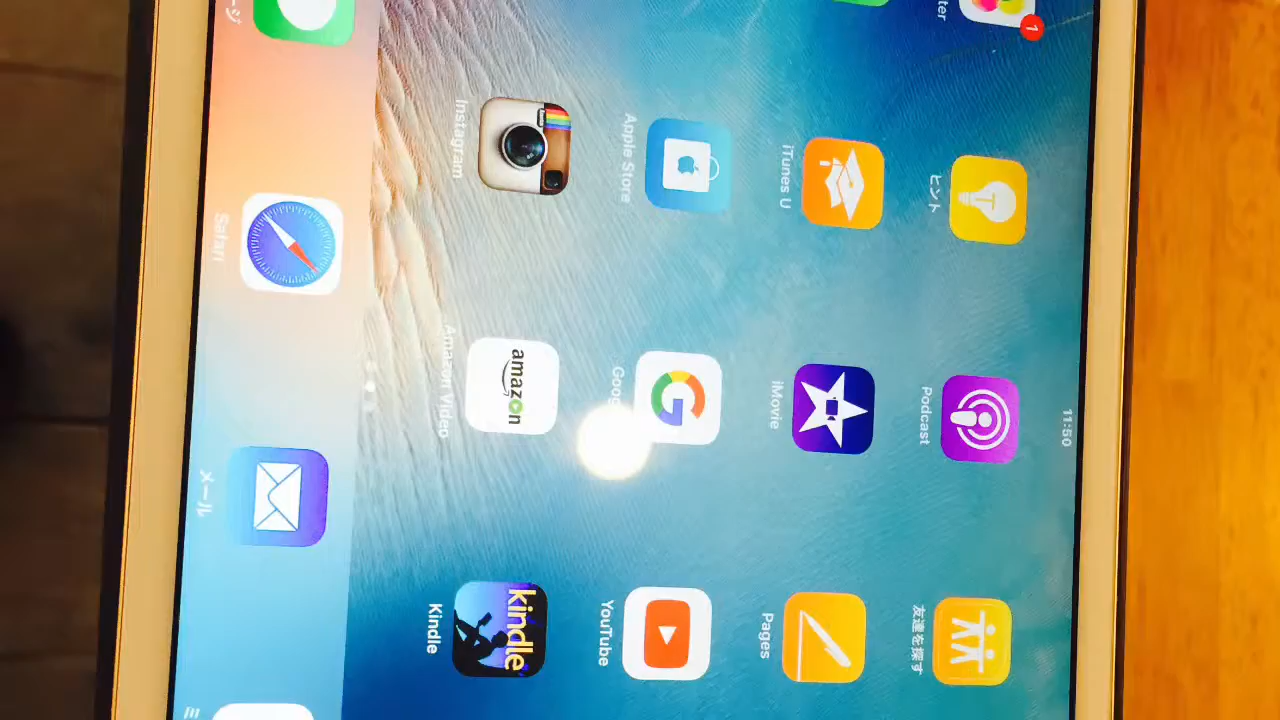 11:50
1
ヒント
Podcast
友達を探す
iTunes U
iMovie
Pages
Apple Store
YouTube
amazon
kindle
Instagram
Amazon Video
Kindle
Safari
メール